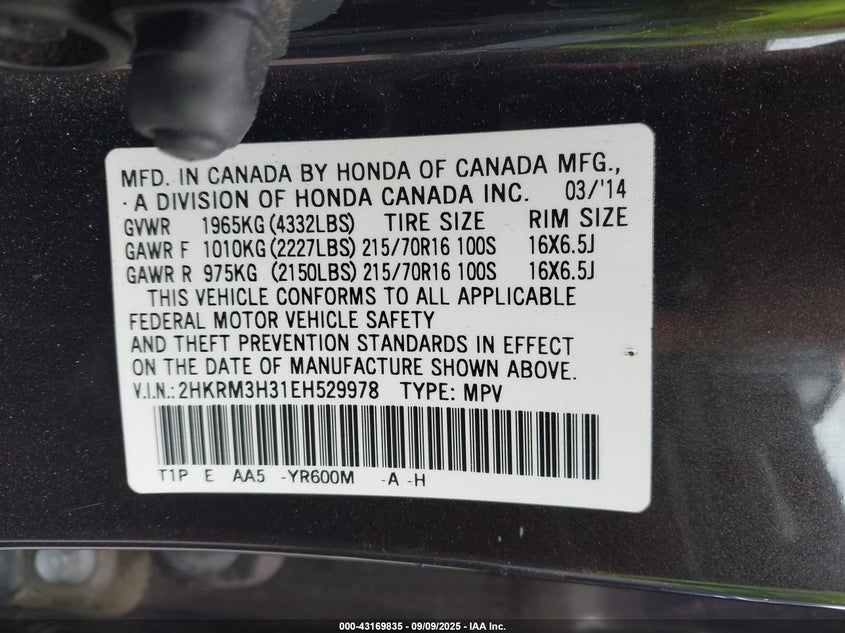 MFD. IN CANADA BY HONDA OF CANADA MFG.,
A DIVISION OF HONDA CANADA INC. 03/'14
GVWR 1965KG (4332LBS) TIRE SIZE RIM SIZE
GAWR F 1010KG (2227LBS) 215/70R16 100S 16X6.5J
GAWR R 975KG (2150LBS) 215/70R16 100S 16X6.5J
THIS VEHICLE CONFORMS TO ALL APPLICABLE
FEDERAL MOTOR VEHICLE SAFETY
AND THEFT PREVENTION STANDARDS IN EFFECT
ON THE DATE OF MANUFACTURE SHOWN ABOVE.
V.I.N.: 2HKRM3H31EH529978 TYPE: MPV
T1P E AA5 -YR600M -A -H
000-43169835 - 09/09/2025 - IAA Inc.